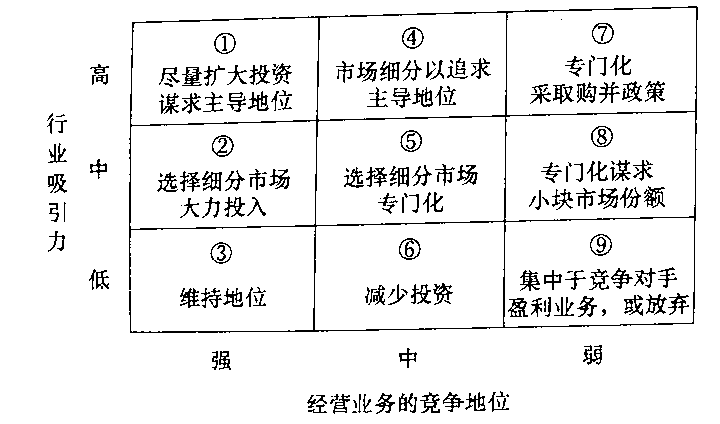 行业吸引力
高
①
尽量扩大投资
谋求主导地位
④
市场细分以追求
主导地位
⑦
专门化
采取购并政策
中
②
选择细分市场
大力投入
⑤
选择细分市场
专门化
⑧
专门化谋求
小块市场份额
低
③
维持地位
⑥
减少投资
⑨
集中于竞争对手
盈利业务，或放弃
强
中
弱
经营业务的竞争地位